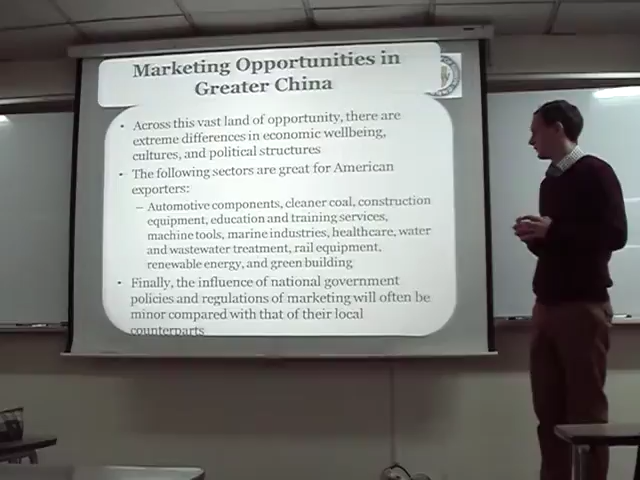 Marketing Opportunities in
Greater China
• Across this vast land of opportunity, there are
extreme differences in economic wellbeing,
cultures, and political structures
• The following sectors are great for American
exporters:
– Automotive components, cleaner coal, construction
equipment, education and training services,
machine tools, marine industries, healthcare, water
and wastewater treatment, rail equipment,
renewable energy, and green building
• Finally, the influence of national government
policies and regulations of marketing will often be
minor compared with that of their local
counterparts